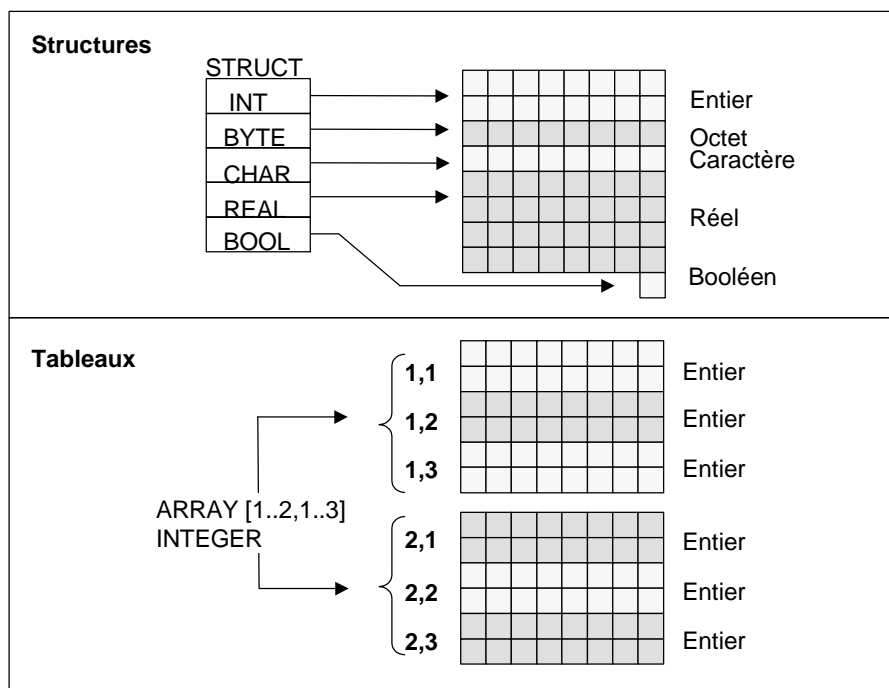 Structures
STRUCT
INT
BYTE
CHAR
REAL
BOOL
Entier
Octet
Caractère
Réel
Booléen
Tableaux
ARRAY [1..2,1..3]
INTEGER
1,1
Entier
1,2
Entier
1,3
Entier
2,1
Entier
2,2
Entier
2,3
Entier